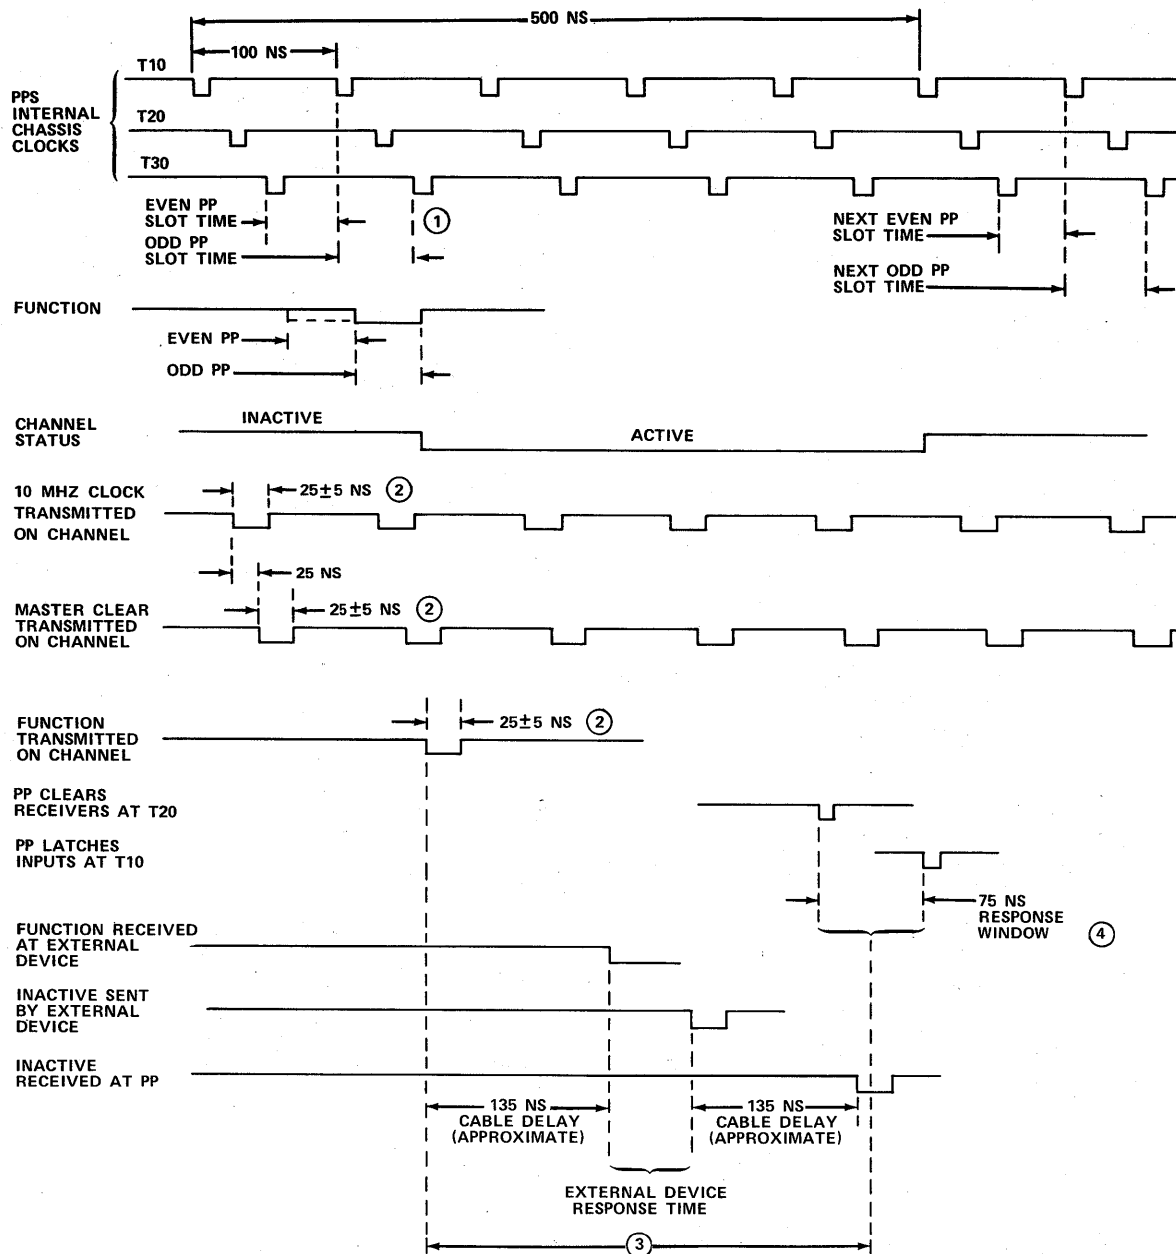 500 NS
100 NS
T10
PPS
INTERNAL
CHASSIS
CLOCKS
T20
T30
EVEN PP
SLOT TIME
1
ODD PP
SLOT TIME
NEXT EVEN PP
SLOT TIME
NEXT ODD PP
SLOT TIME
FUNCTION
EVEN PP
ODD PP
CHANNEL
STATUS
INACTIVE
ACTIVE
10 MHZ CLOCK
TRANSMITTED
ON CHANNEL
25±5 NS 2
25 NS
MASTER CLEAR
TRANSMITTED
ON CHANNEL
25±5 NS 2
FUNCTION
TRANSMITTED
ON CHANNEL
25±5 NS 2
PP CLEARS
RECEIVERS AT T20
PP LATCHES
INPUTS AT T10
75 NS
RESPONSE
WINDOW 4
FUNCTION RECEIVED
AT EXTERNAL
DEVICE
INACTIVE SENT
BY EXTERNAL
DEVICE
INACTIVE
RECEIVED AT PP
135 NS
CABLE DELAY
(APPROXIMATE)
135 NS
CABLE DELAY
(APPROXIMATE)
EXTERNAL DEVICE
RESPONSE TIME
3